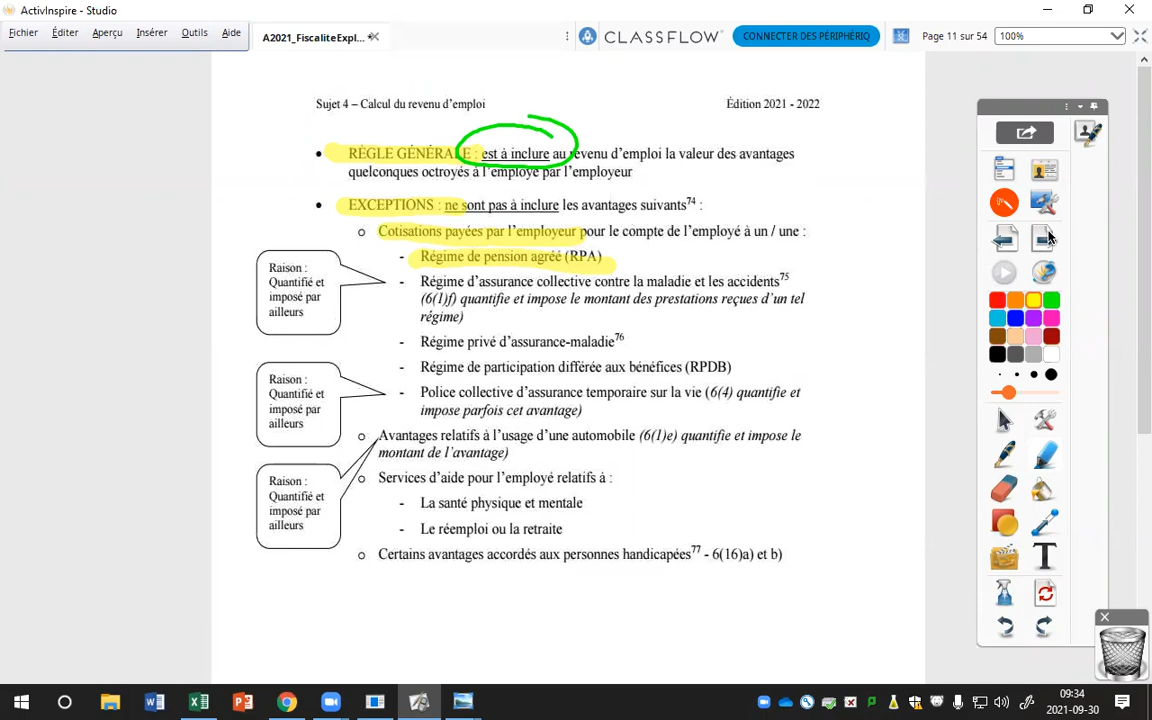 ActivInspire - Studio
Fichier Éditer Aperçu Insérer Outils Aide
A2021_FiscaliteExpl...
CLASSFLOW
CONNECTER DES PÉRIPHÉRIQ
Page 11 sur 54
100%
Sujet 4 – Calcul du revenu d'emploi
Édition 2021 - 2022
• RÈGLE GÉNÉRALE : est à inclure au revenu d'emploi la valeur des avantages
quelconques octroyés à l'employé par l'employeur
• EXCEPTIONS : ne sont pas à inclure les avantages suivants74 :
o Cotisations payées par l'employeur pour le compte de l'employé à un / une :
- Régime de pension agréé (RPA)
Raison :
Quantifié et
imposé par
ailleurs
- Régime d'assurance collective contre la maladie et les accidents75
(6(1)f) quantifie et impose le montant des prestations reçues d'un tel
régime)
- Régime privé d'assurance-maladie76
- Régime de participation différée aux bénéfices (RPDB)
Raison :
Quantifié et
imposé par
ailleurs
- Police collective d'assurance temporaire sur la vie (6(4) quantifie et
impose parfois cet avantage)
o Avantages relatifs à l'usage d'une automobile (6(1)e) quantifie et impose le
montant de l'avantage)
Raison :
Quantifié et
imposé par
ailleurs
o Services d'aide pour l'employé relatifs à :
- La santé physique et mentale
- Le réemploi ou la retraite
o Certains avantages accordés aux personnes handicapées77 - 6(16)a) et b)
09:34
2021-09-30